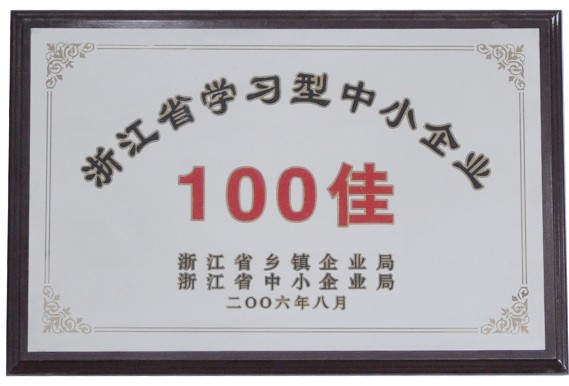 浙江省学习型中小企业
100佳
浙江省乡镇企业局
浙江省中小企业局
二〇〇六年八月